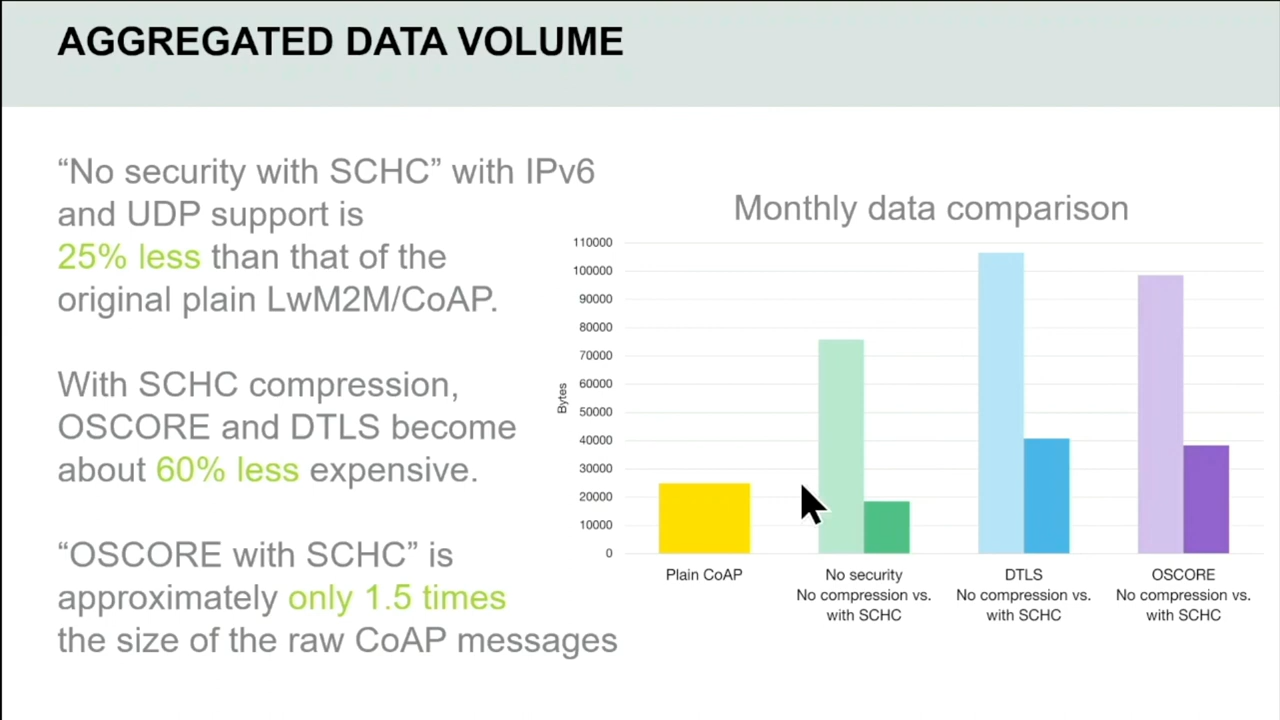 AGGREGATED DATA VOLUME
“No security with SCHC” with IPv6
and UDP support is
25% less than that of the
original plain LwM2M/CoAP.
With SCHC compression,
OSCORE and DTLS become
about 60% less expensive.
“OSCORE with SCHC” is
approximately only 1.5 times
the size of the raw CoAP messages
Monthly data comparison
110000
100000
90000
80000
70000
60000
50000
40000
30000
20000
10000
0
Bytes
Plain CoAP
No security
No compression vs.
with SCHC
DTLS
No compression vs.
with SCHC
OSCORE
No compression vs.
with SCHC